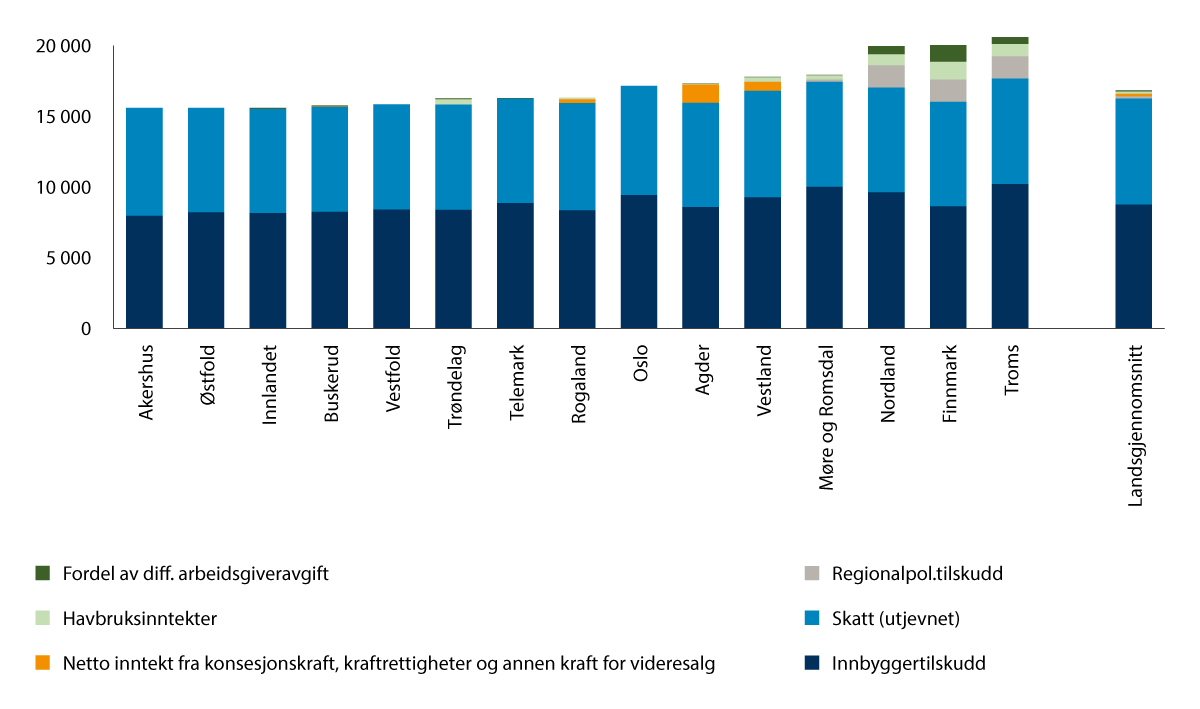 20 000
15 000
10 000
5 000
0
Akershus
Østfold
Innlandet
Buskerud
Vestfold
Trøndelag
Telemark
Rogaland
Oslo
Agder
Vestland
Møre og Romsdal
Nordland
Finnmark
Troms
Landsgjennomsnitt
Fordel av diff. arbeidsgiveravgift
Havbruksinntekter
Netto inntekt fra konsesjonskraft, kraftrettigheter og annen kraft for videresalg
Regionalpol.tilskudd
Skatt (utjevnet)
Innbyggertilskudd